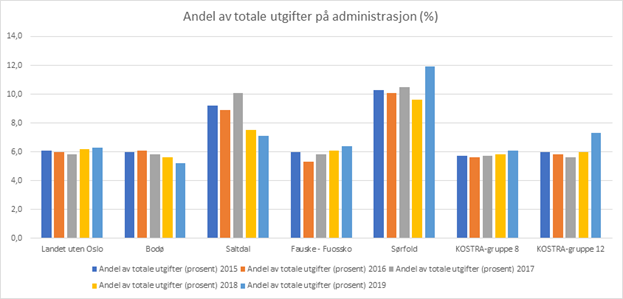 Andel av totale utgifter på administrasjon (%)
16,0
14,0
12,0
10,0
8,0
6,0
4,0
2,0
0,0
Landet uten Oslo Bodø Saltdal Fauske - Fuossko Sørfold KOSTRA-gruppe 8 KOSTRA-gruppe 12
Andel av totale utgifter (prosent) 2015 Andel av totale utgifter (prosent) 2016 Andel av totale utgifter (prosent) 2017
Andel av totale utgifter (prosent) 2018 Andel av totale utgifter (prosent) 2019